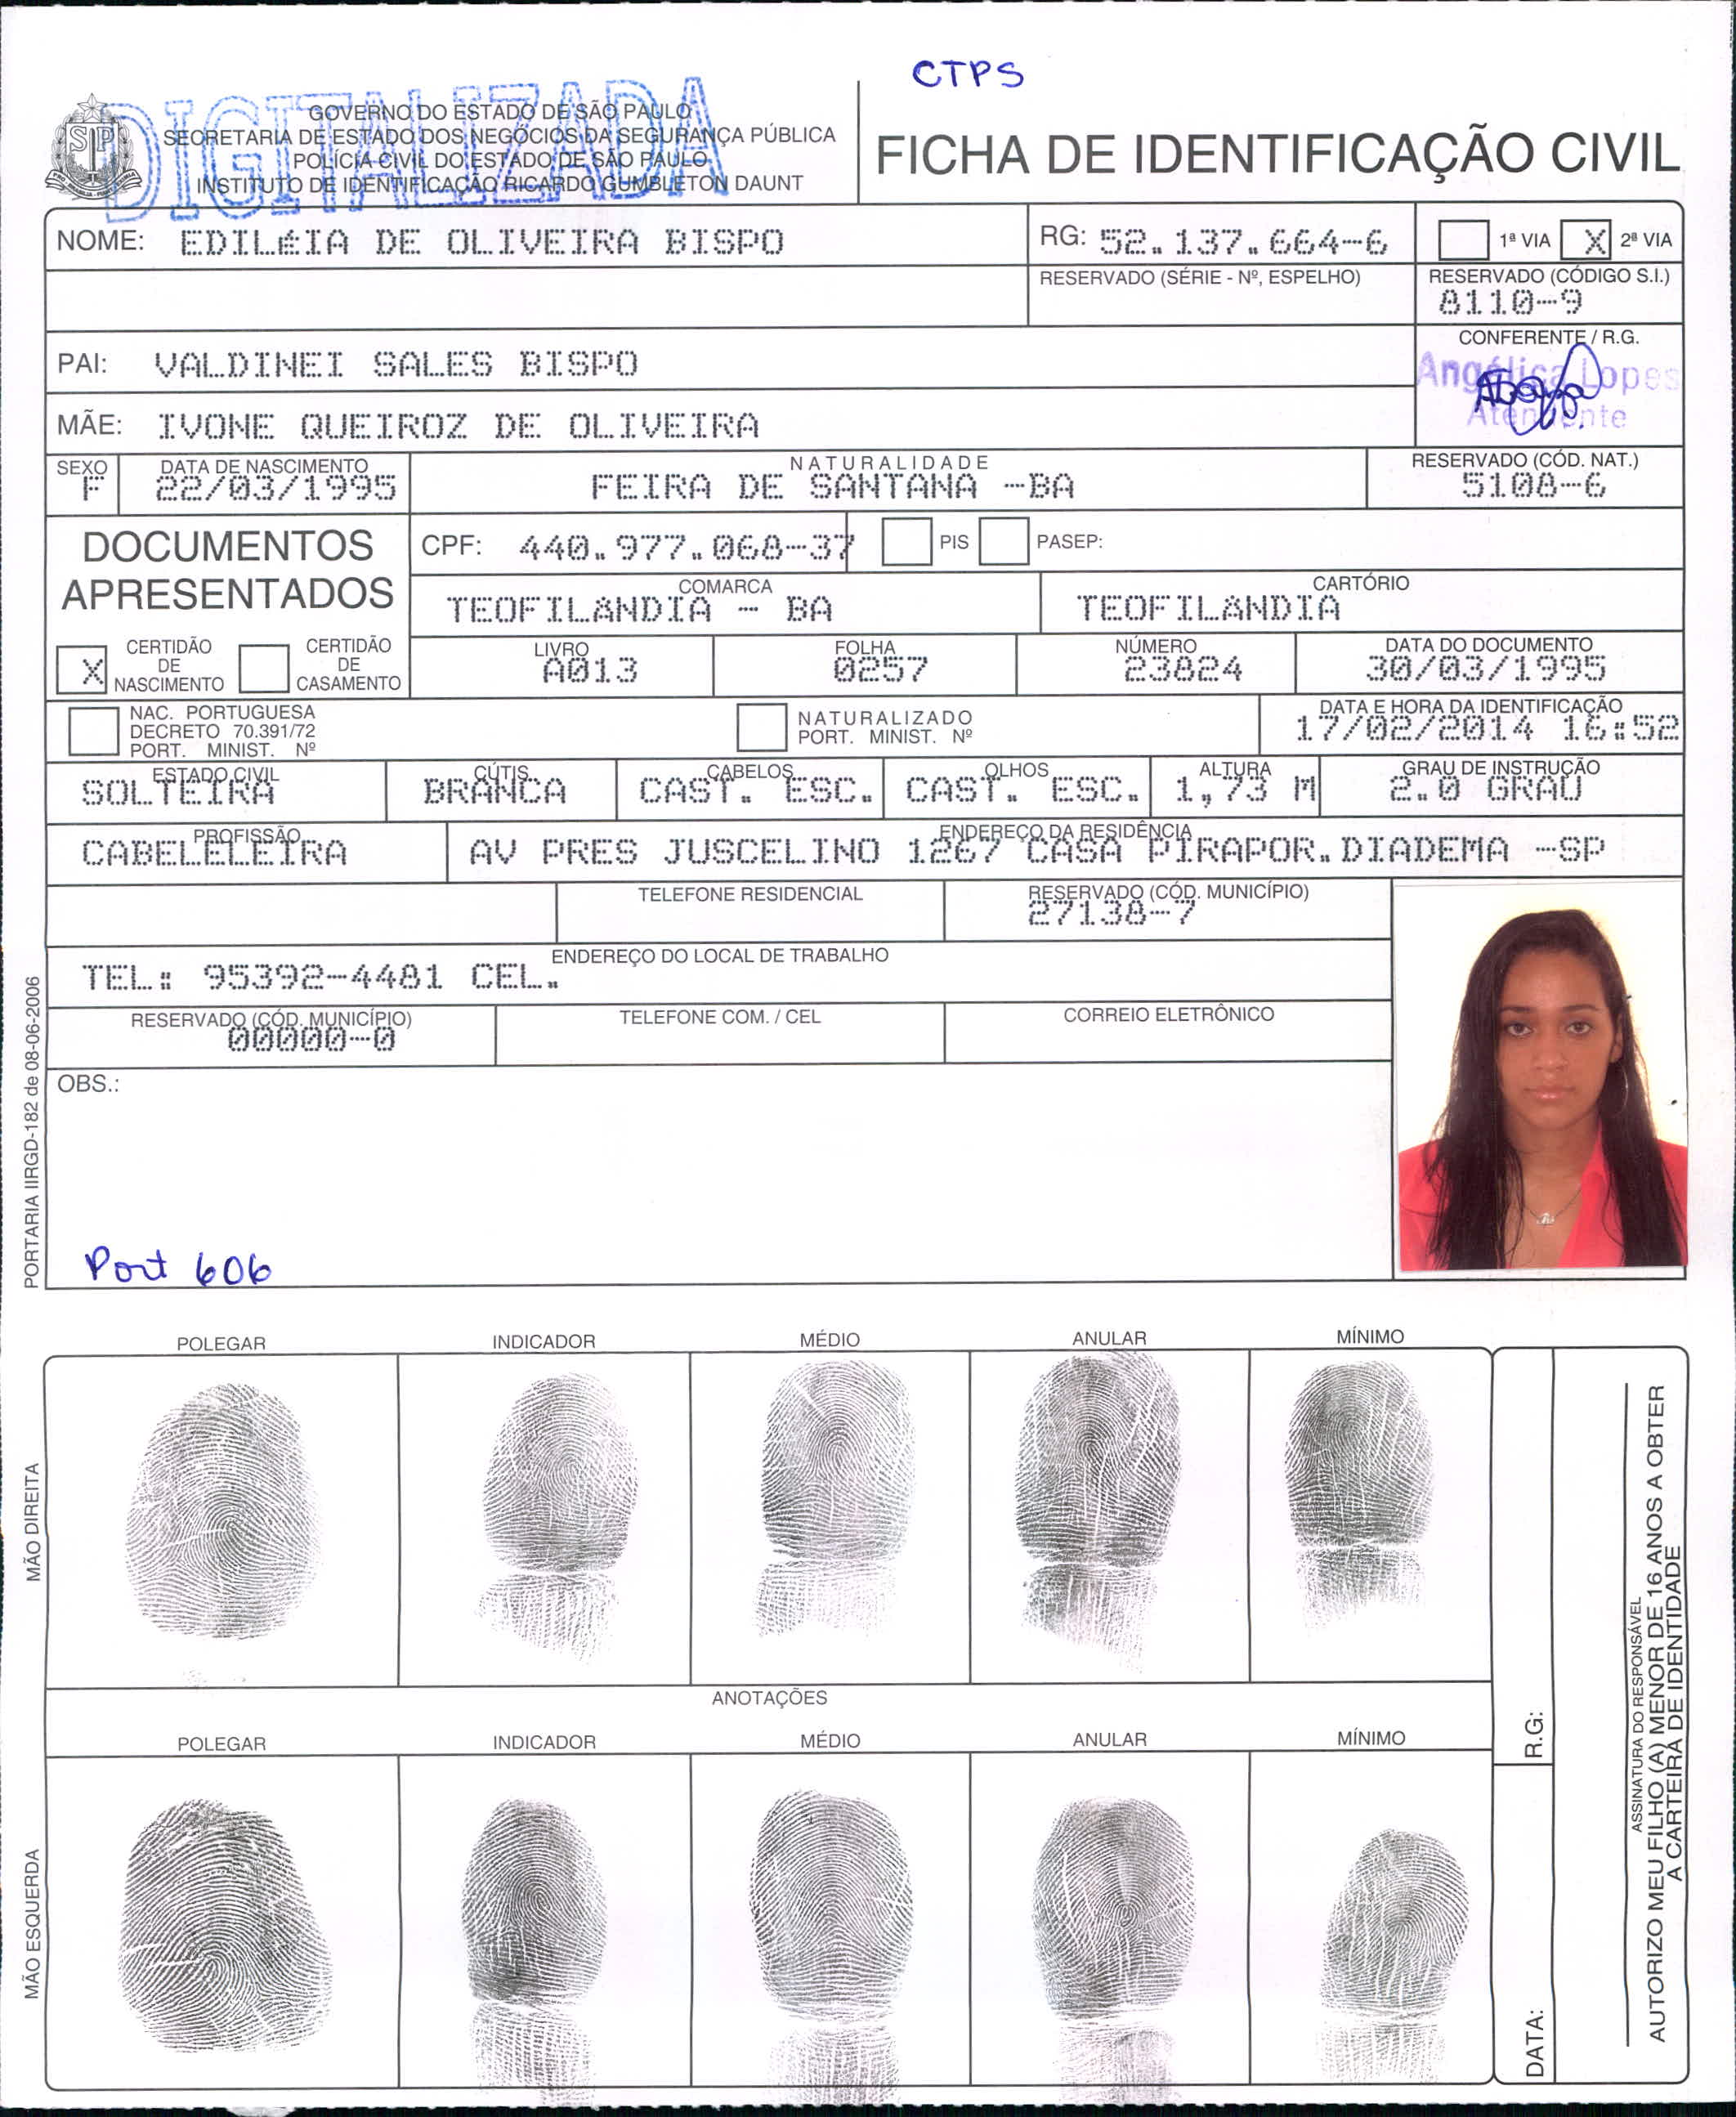 CTPS
DIGITALIZADA
GOVERNO DO ESTADO DE SÃO PAULO
SECRETARIA DE ESTADO DOS NEGÓCIOS DA SEGURANÇA PÚBLICA
POLÍCIA CIVIL DO ESTADO DE SÃO PAULO
INSTITUTO DE IDENTIFICAÇÃO RICARDO GUMBLETON DAUNT
FICHA DE IDENTIFICAÇÃO CIVIL
NOME: EDILÉIA DE OLIVEIRA BISPO RG: 52.137.664-6 1ª VIA X 2ª VIA
RESERVADO (SÉRIE - Nº, ESPELHO) RESERVADO (CÓDIGO S.I.)
8110-9
PAI: VALDINEI SALES BISPO CONFERENTE / R.G.
Angélica Lopes
Atendente
MÃE: IVONE QUEIROZ DE OLIVEIRA
SEXO DATA DE NASCIMENTO NATURALIDADE RESERVADO (CÓD. NAT.)
F 22/03/1995 FEIRA DE SANTANA -BA 5108-6
DOCUMENTOS APRESENTADOS
CPF: 440.977.068-37 PIS PASEP:
COMARCA CARTÓRIO
TEOFILANDIA - BA TEOFILANDIA
X CERTIDÃO DE NASCIMENTO CERTIDÃO DE CASAMENTO
LIVRO FOLHA NÚMERO DATA DO DOCUMENTO
A013 0257 23824 30/03/1995
NAC. PORTUGUESA
DECRETO 70.391/72
PORT. MINIST. Nº
NATURALIZADO
PORT. MINIST. Nº
DATA E HORA DA IDENTIFICAÇÃO
17/02/2014 16:52
ESTADO CIVIL CÚTIS CABELOS OLHOS ALTURA GRAU DE INSTRUÇÃO
SOLTEIRA BRANCA CAST. ESC. CAST. ESC. 1,73 M 2.0 GRAU
PROFISSÃO ENDEREÇO DA RESIDÊNCIA
CABELELEIRA AV PRES JUSCELINO 1267 CASA PIRAPOR.DIADEMA -SP
TELEFONE RESIDENCIAL RESERVADO (CÓD. MUNICÍPIO)
27138-7
ENDEREÇO DO LOCAL DE TRABALHO
TEL: 95392-4481 CEL.
RESERVADO (CÓD. MUNICÍPIO) TELEFONE COM. / CEL CORREIO ELETRÔNICO
00000-0
OBS.:
Port 606
PORTARIA IIRGD-182 de 08-06-2006
POLEGAR INDICADOR MÉDIO ANULAR MÍNIMO
MÃO DIREITA
ANOTAÇÕES
POLEGAR INDICADOR MÉDIO ANULAR MÍNIMO
MÃO ESQUERDA
R.G:
DATA:
ASSINATURA DO RESPONSÁVEL
AUTORIZO MEU FILHO (A) MENOR DE 16 ANOS A OBTER
A CARTEIRA DE IDENTIDADE